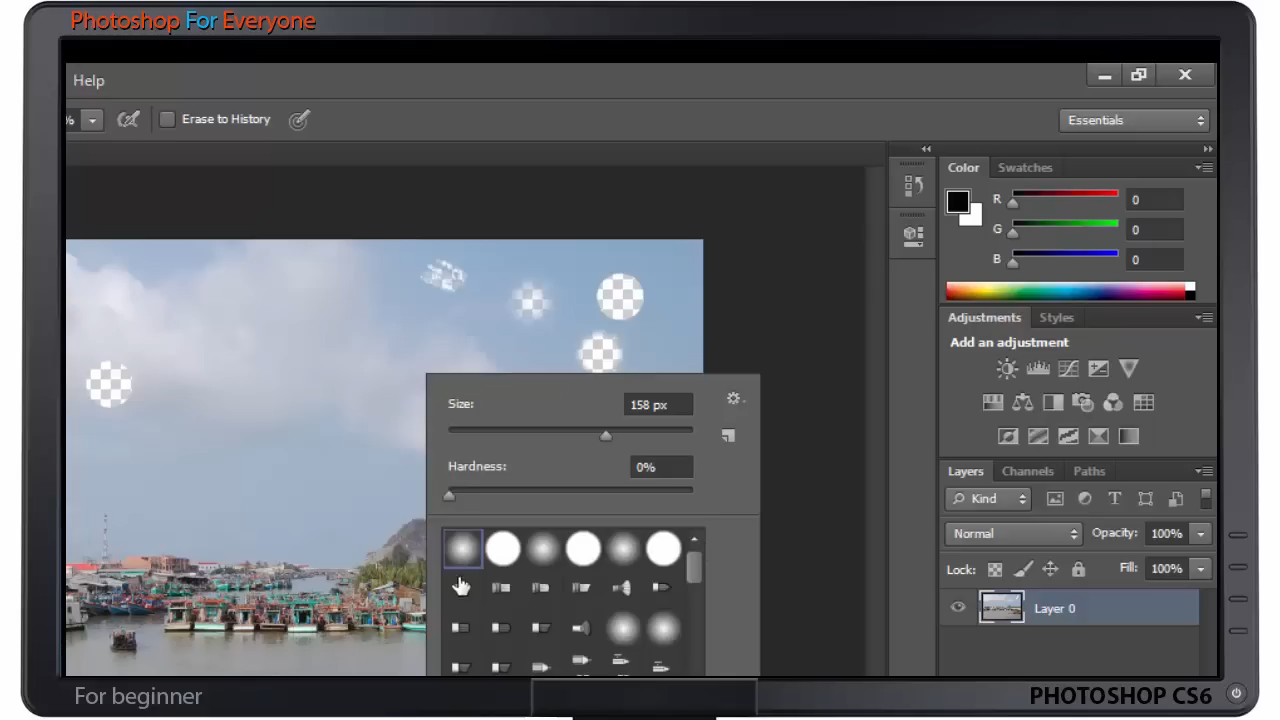 Photoshop For Everyone
Help
%
Erase to History
Essentials
Color
Swatches
R
0
G
0
B
0
Adjustments
Styles
Add an adjustment
Size:
158 px
Hardness:
0%
Layers
Channels
Paths
Kind
T
Normal
Opacity:
100%
Lock:
Fill:
100%
Layer 0
For beginner
PHOTOSHOP CS6